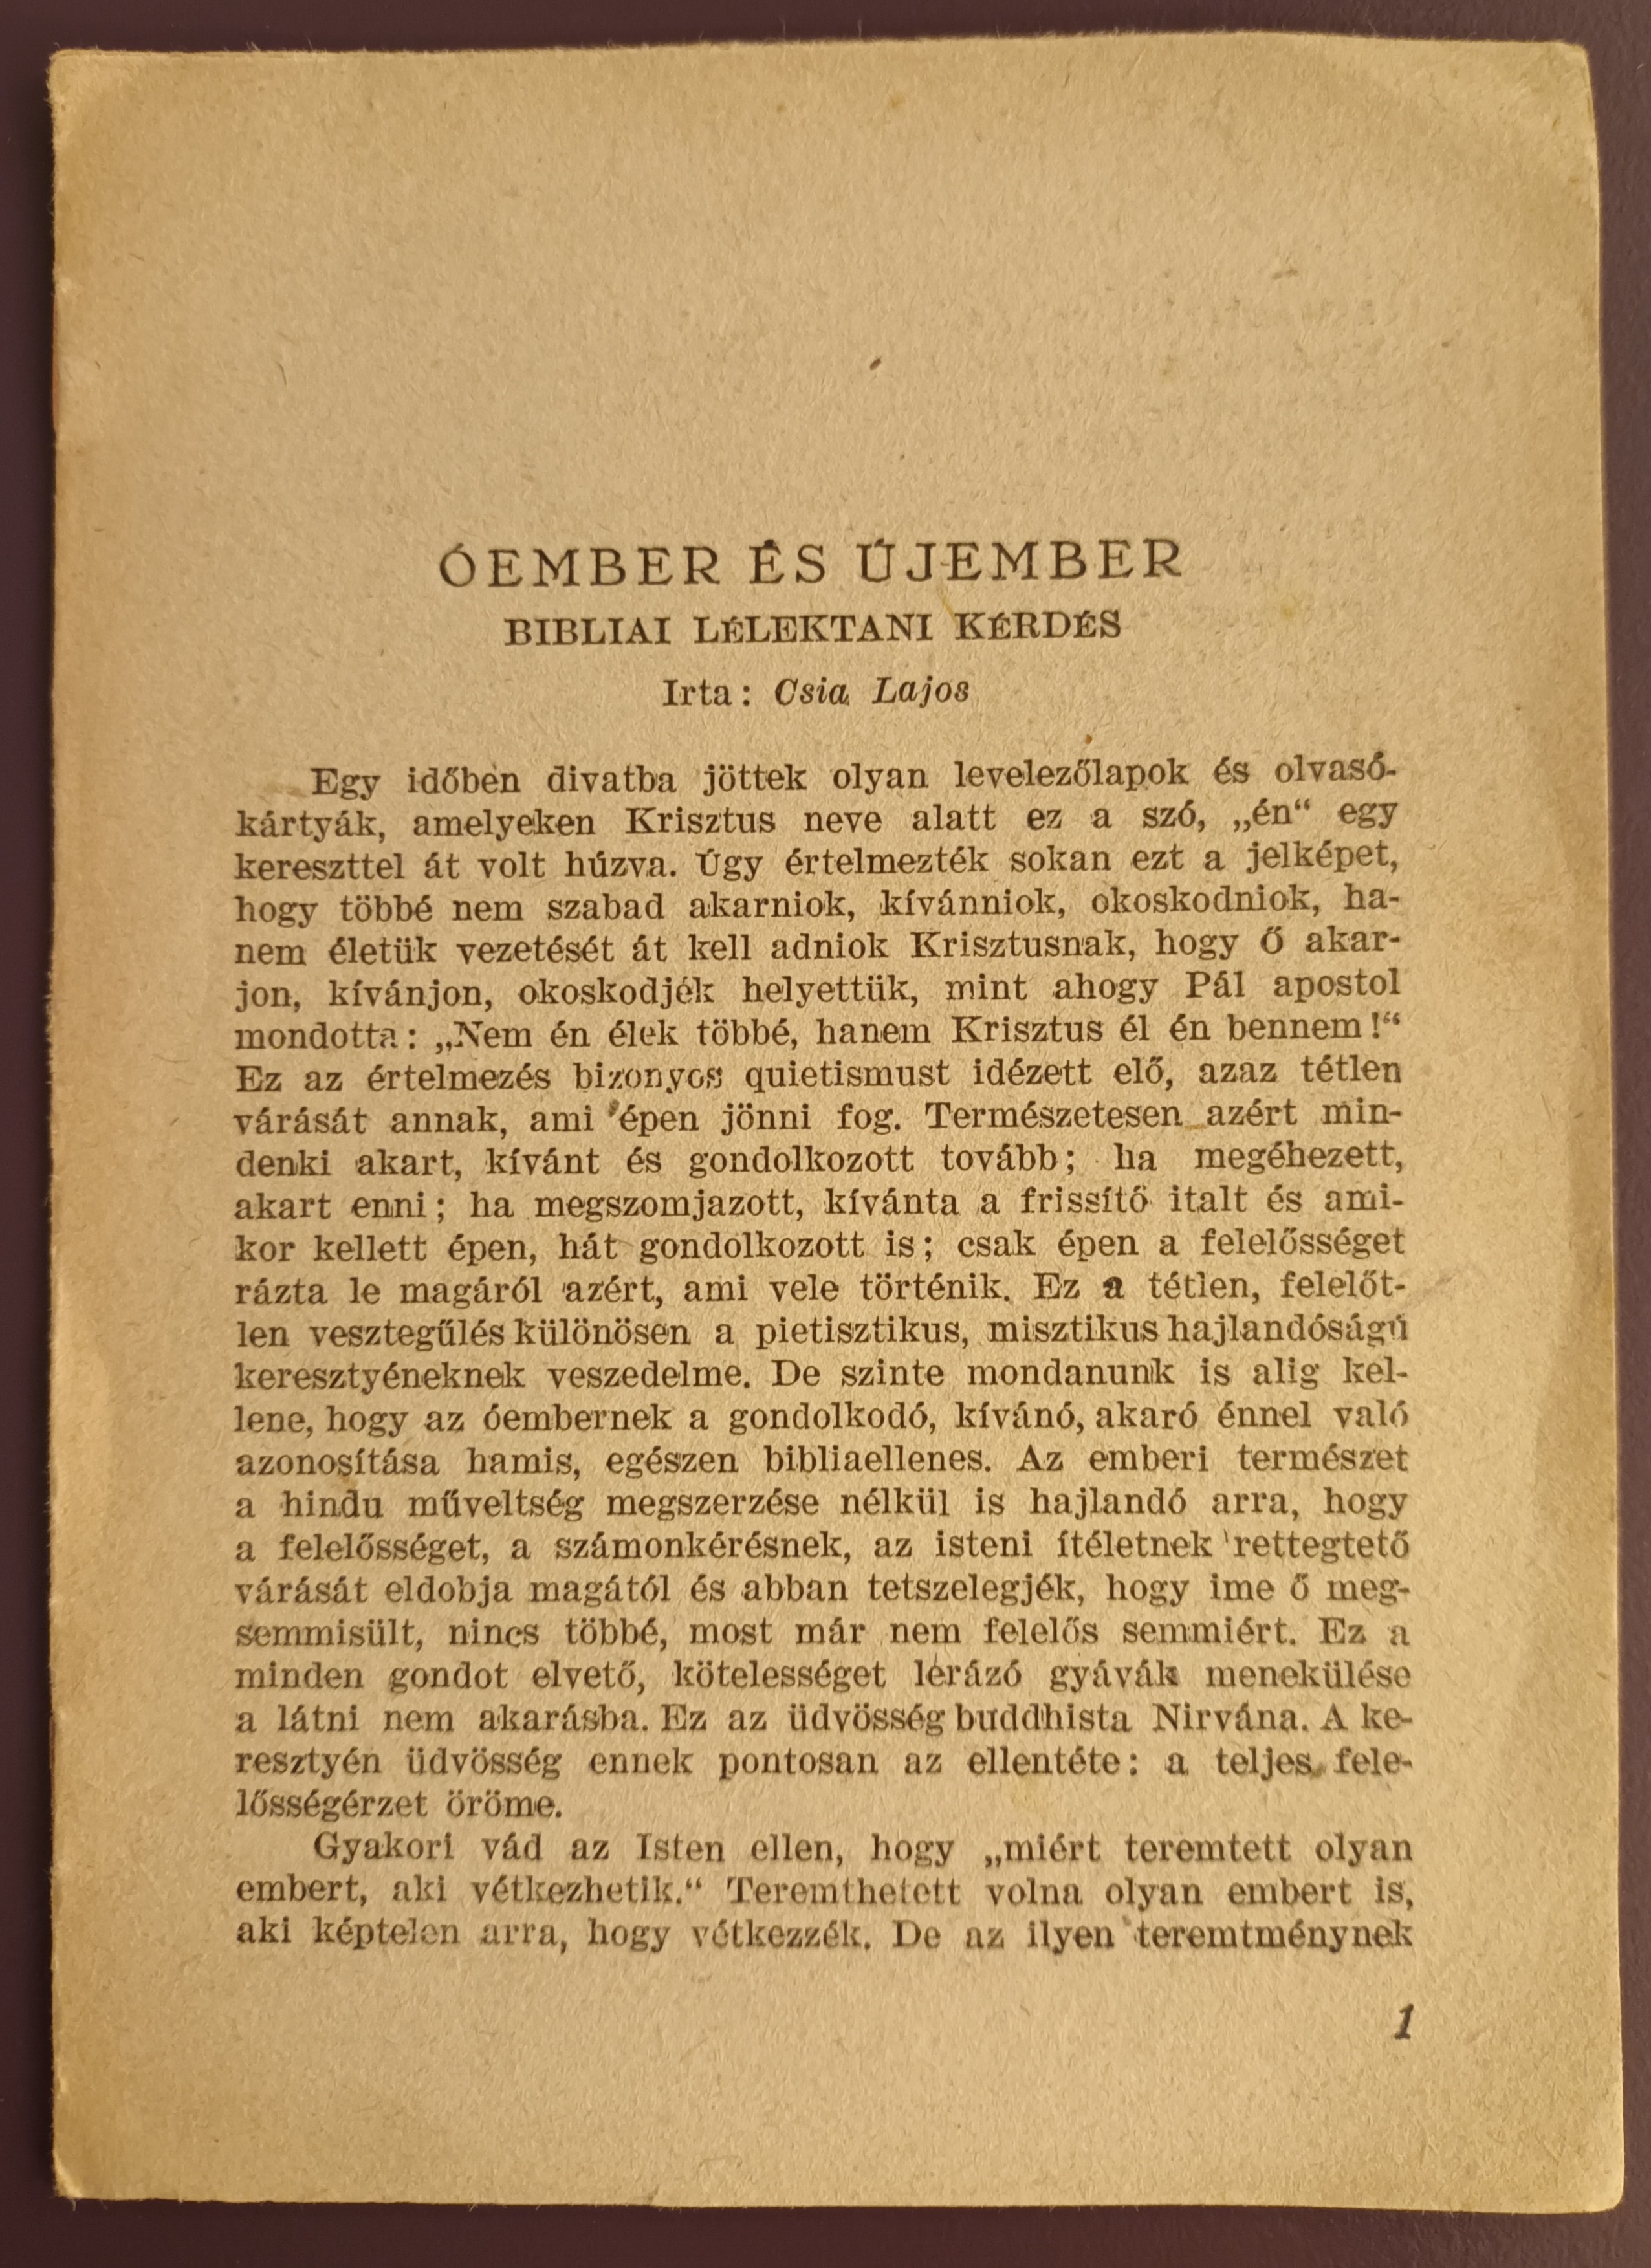 ÓEMBER ÉS ÚJEMBER
BIBLIAI LÉLEKTANI KÉRDÉS
Irta: Csia Lajos
Egy időben divatba jöttek olyan levelezőlapok és olvasó-
kártyák, amelyeken Krisztus neve alatt ez a szó, „én“ egy
kereszttel át volt húzva. Úgy értelmezték sokan ezt a jelképet,
hogy többé nem szabad akarniok, kívánniok, okoskodniok, ha-
nem életük vezetését át kell adniok Krisztusnak, hogy Ő akar-
jon, kívánjon, okoskodjék helyettük, mint ahogy Pál apostol
mondotta: „Nem én élek többé, hanem Krisztus él én bennem!“
Ez az értelmezés bizonyos quietismust idézett elő, azaz tétlen
várását annak, ami épen jönni fog. Természetesen azért min-
denki akart, kívánt és gondolkozott tovább; ha megéhezett,
akart enni; ha megszomjazott, kívánta a frissítő italt és ami-
kor kellett épen, hát gondolkozott is; csak épen a felelősséget
rázta le magáról azért, ami vele történik. Ez a tétlen, felelőt-
len vesztegűlés különösen a pietisztikus, misztikus hajlandóságú
keresztyéneknek veszedelme. De szinte mondanunk is alig kel-
lene, hogy az óembernek a gondolkodó, kívánó, akaró énnel való
azonosítása hamis, egészen bibliaellenes. Az emberi természet
a hindu műveltség megszerzése nélkül is hajlandó arra, hogy
a felelősséget, a számonkérésnek, az isteni ítéletnek rettegtető
várását eldobja magától és abban tetszelegjék, hogy ime ő meg-
semmisült, nincs többé, most már nem felelős semmiért. Ez a
minden gondot elvető, kötelességet lerázó gyávák menekülése
a látni nem akarásba. Ez az üdvösség buddhista Nirvána. A ke-
resztyén üdvösség ennek pontosan az ellentéte: a teljes fele-
lősségérzet öröme.
Gyakori vád az Isten ellen, hogy „miért teremtett olyan
embert, aki vétkezhetik.“ Teremthetett volna olyan embert is,
aki képtelen arra, hogy vétkezzék. De az ilyen teremtménynek
1